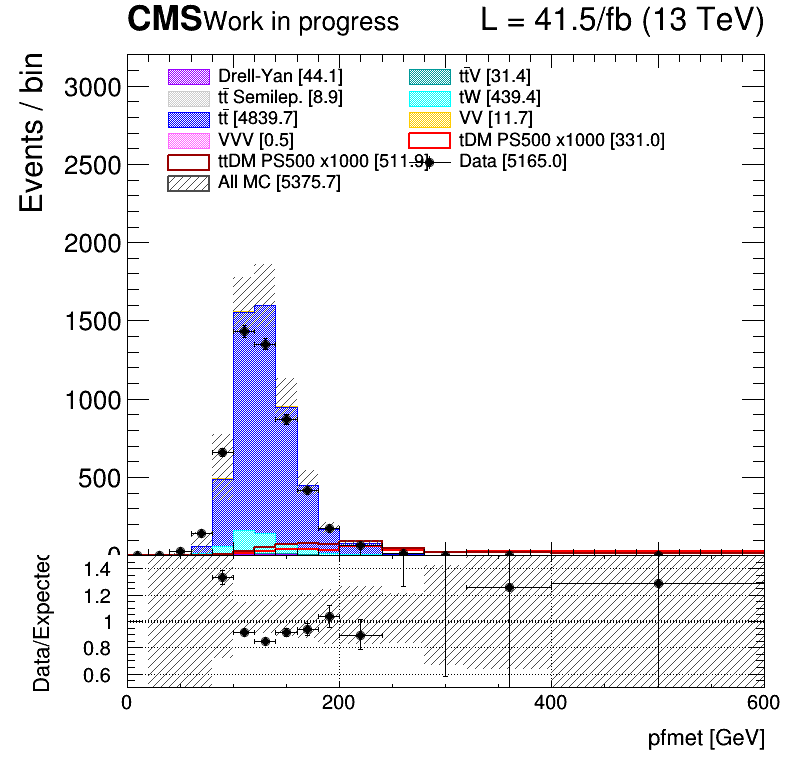 CMS Work in progress L = 41.5/fb (13 TeV)
Events / bin
3000
2500
2000
1500
1000
500
0
Drell-Yan [44.1] tt̄V [31.4]
tt̄ Semilep. [8.9] tW [439.4]
tt̄ [4839.7] VV [11.7]
VVV [0.5] tDM PS500 x1000 [331.0]
ttDM PS500 x1000 [511.9] Data [5165.0]
All MC [5375.7]
Data/Expected
1.4
1.2
1
0.8
0.6
0 200 400 600
pfmet [GeV]